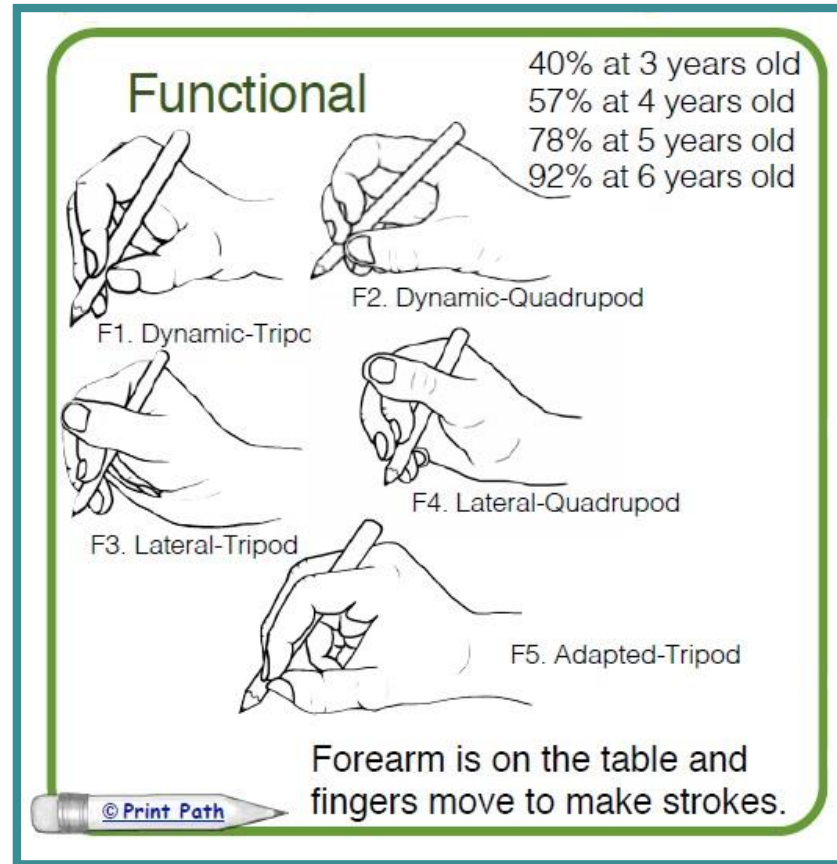 Functional
40% at 3 years old
57% at 4 years old
78% at 5 years old
92% at 6 years old
F1. Dynamic-Tripo
F2. Dynamic-Quadrupod
F3. Lateral-Tripod
F4. Lateral-Quadrupod
F5. Adapted-Tripod
Forearm is on the table and
fingers move to make strokes.
© Print Path